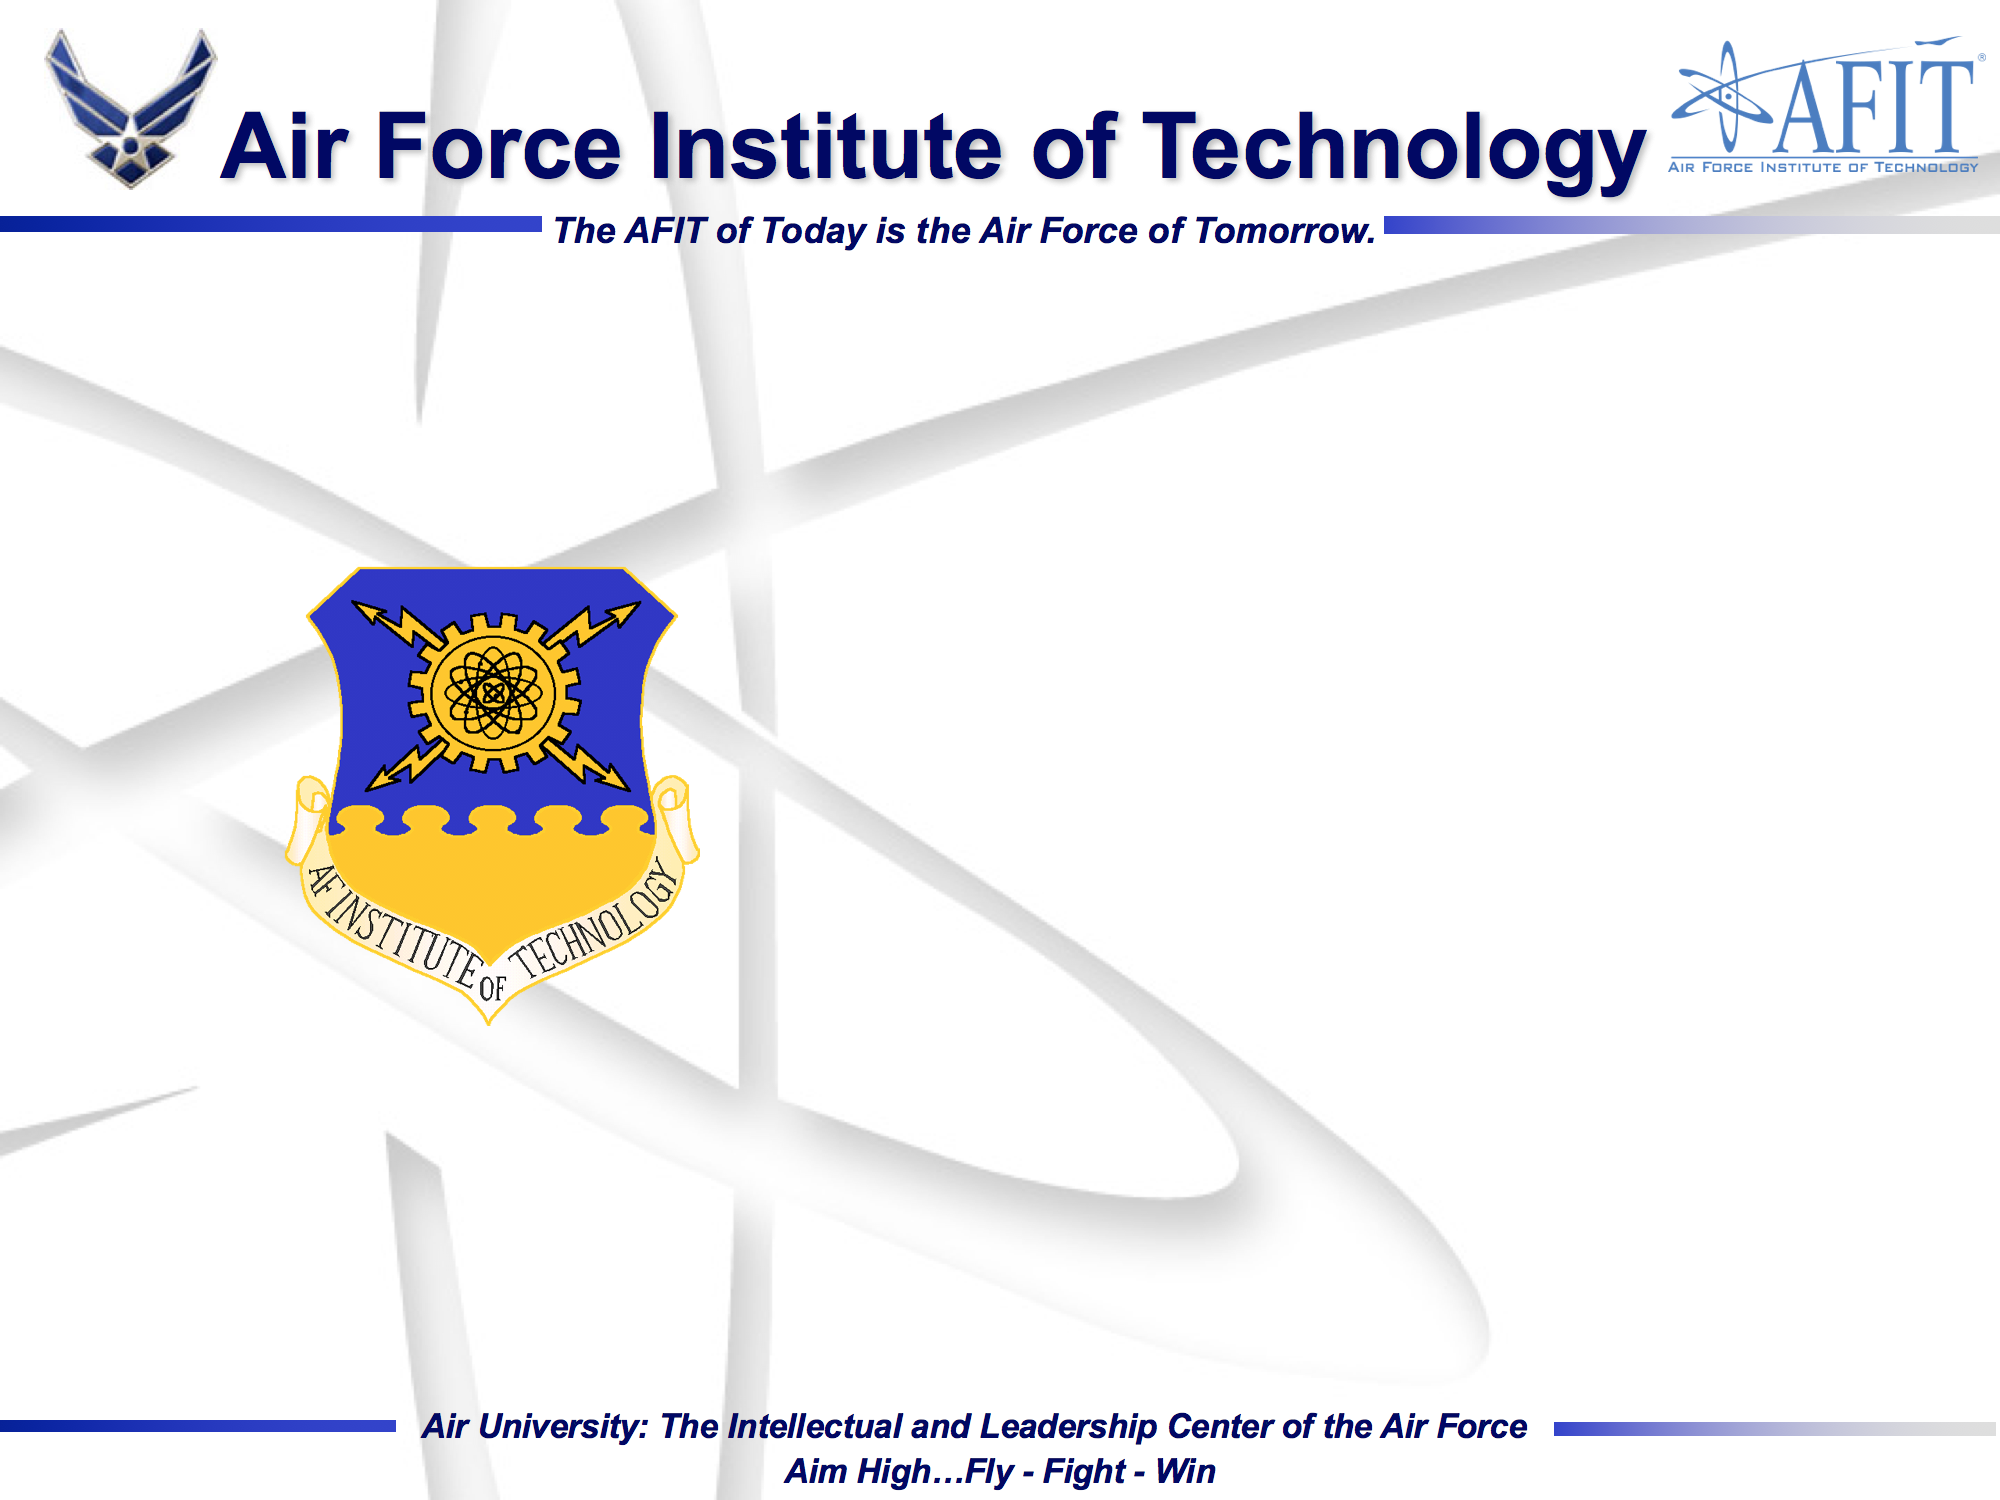 Air Force Institute of Technology
AFIT®
AIR FORCE INSTITUTE OF TECHNOLOGY
The AFIT of Today is the Air Force of Tomorrow.
AF INSTITUTE OF TECHNOLOGY
Air University: The Intellectual and Leadership Center of the Air Force
Aim High…Fly - Fight - Win